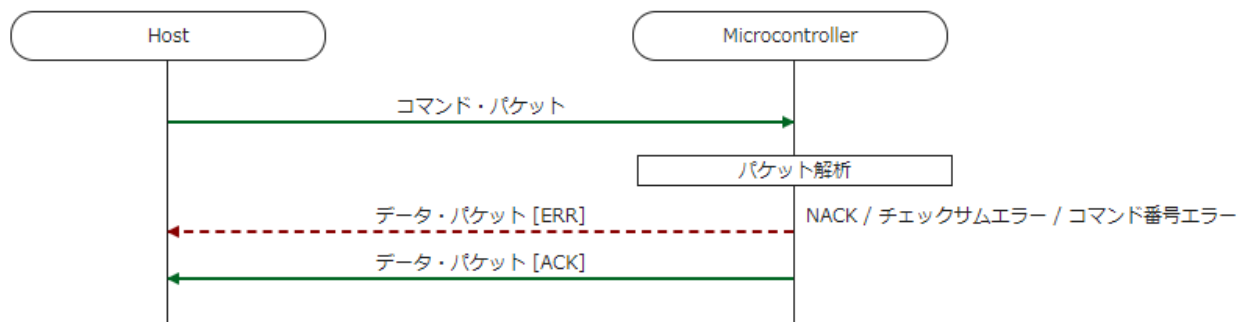 Host
Microcontroller
コマンド・パケット
パケット解析
データ・パケット [ERR]
NACK / チェックサムエラー / コマンド番号エラー
データ・パケット [ACK]